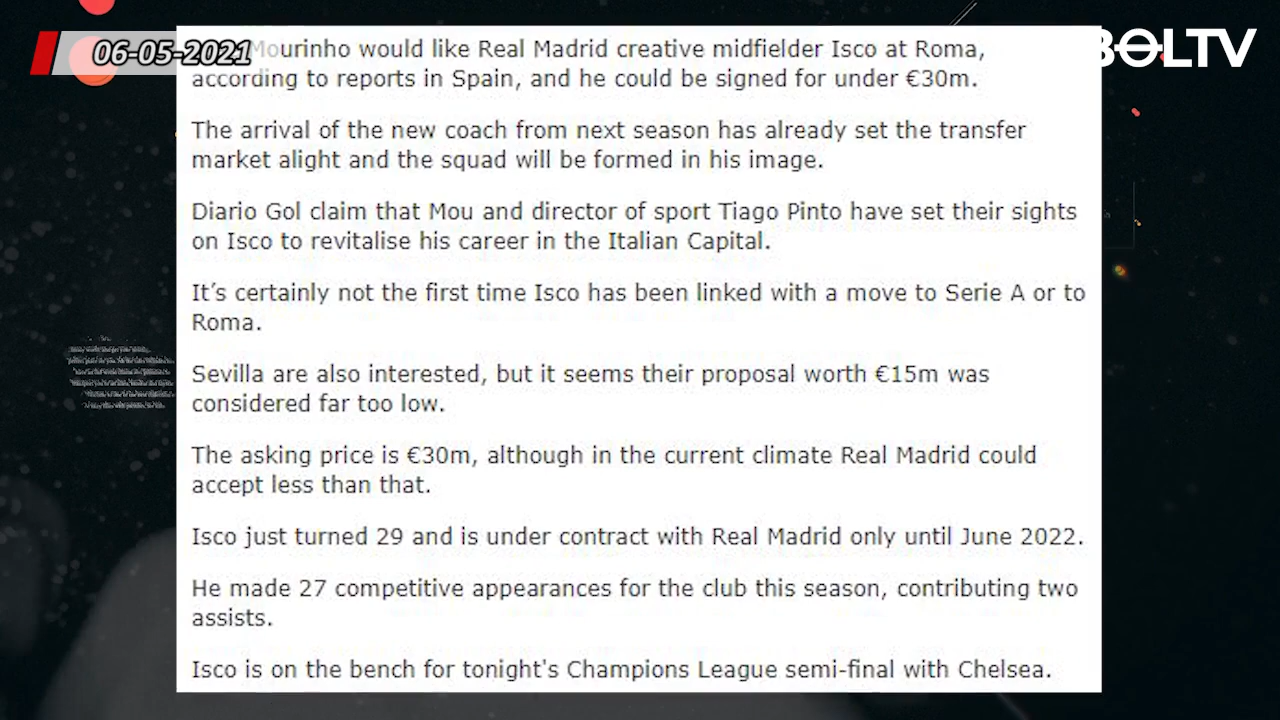 06-05-2021
BOLTV
Mourinho would like Real Madrid creative midfielder Isco at Roma,
according to reports in Spain, and he could be signed for under €30m.
The arrival of the new coach from next season has already set the transfer
market alight and the squad will be formed in his image.
Diario Gol claim that Mou and director of sport Tiago Pinto have set their sights
on Isco to revitalise his career in the Italian Capital.
It’s certainly not the first time Isco has been linked with a move to Serie A or to
Roma.
Sevilla are also interested, but it seems their proposal worth €15m was
considered far too low.
The asking price is €30m, although in the current climate Real Madrid could
accept less than that.
Isco just turned 29 and is under contract with Real Madrid only until June 2022.
He made 27 competitive appearances for the club this season, contributing two
assists.
Isco is on the bench for tonight's Champions League semi-final with Chelsea.